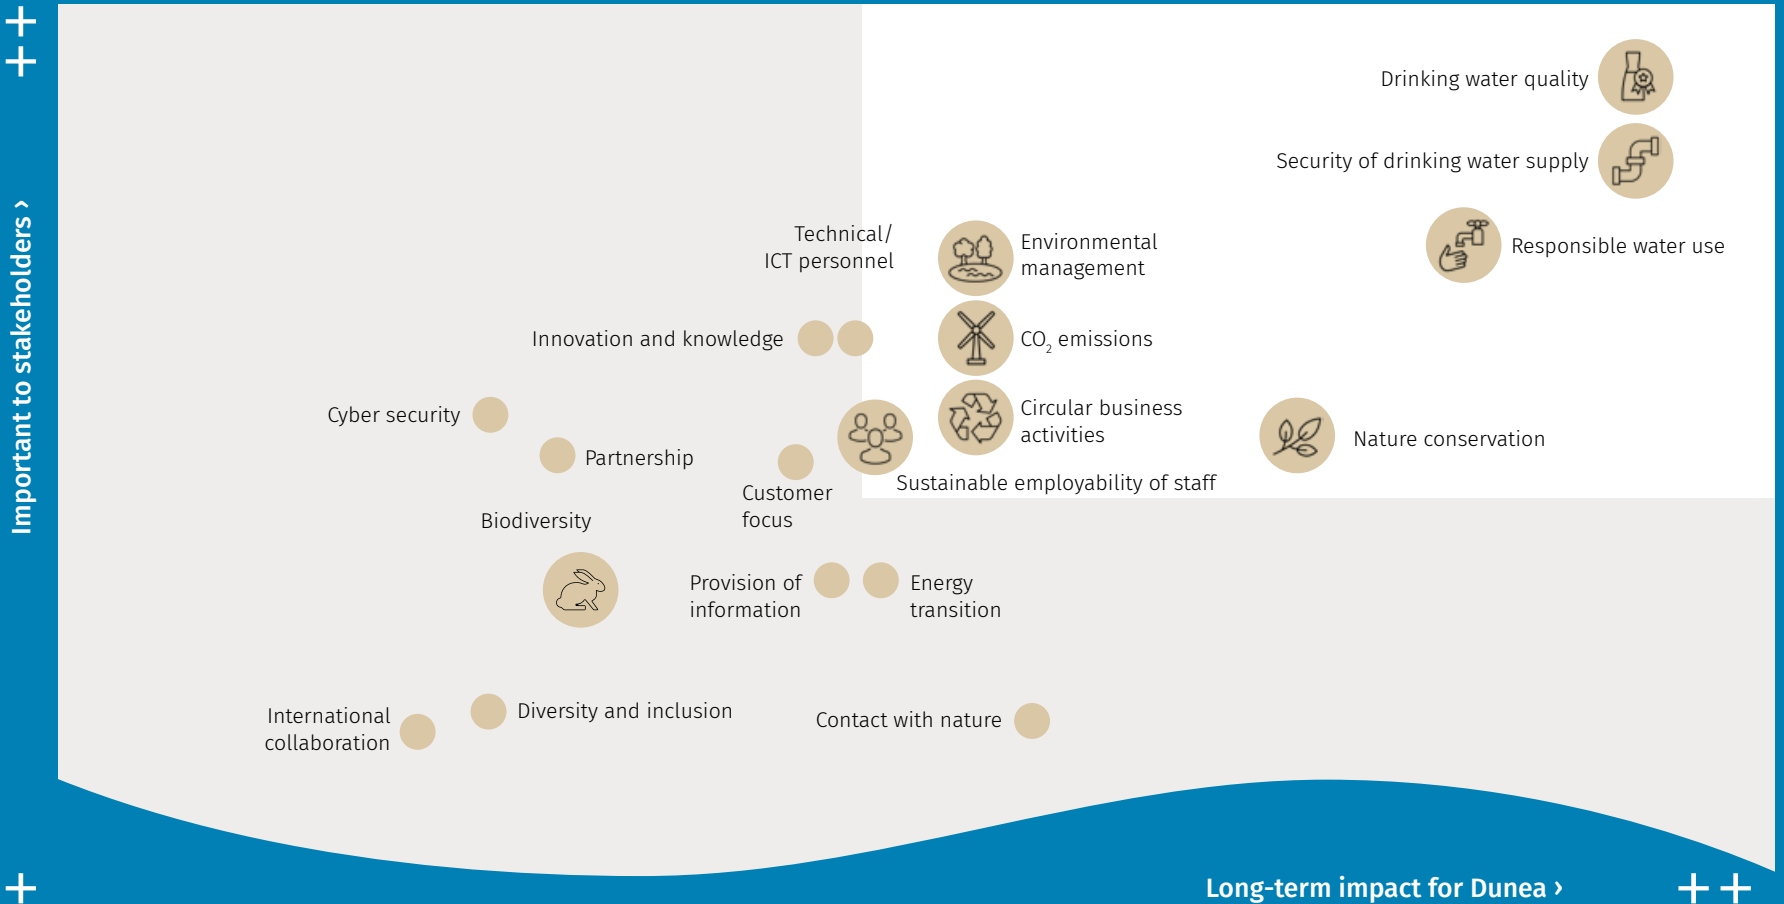 ++
Drinking water quality
Security of drinking water supply
Technical/
ICT personnel
Environmental
management
Responsible water use
Innovation and knowledge
CO₂ emissions
Cyber security
Circular business
activities
Nature conservation
Partnership
Sustainable employability of staff
Customer
focus
Biodiversity
Provision of
information
Energy
transition
International
collaboration
Diversity and inclusion
Contact with nature
Important to stakeholders ›
+
Long-term impact for Dunea ›
++